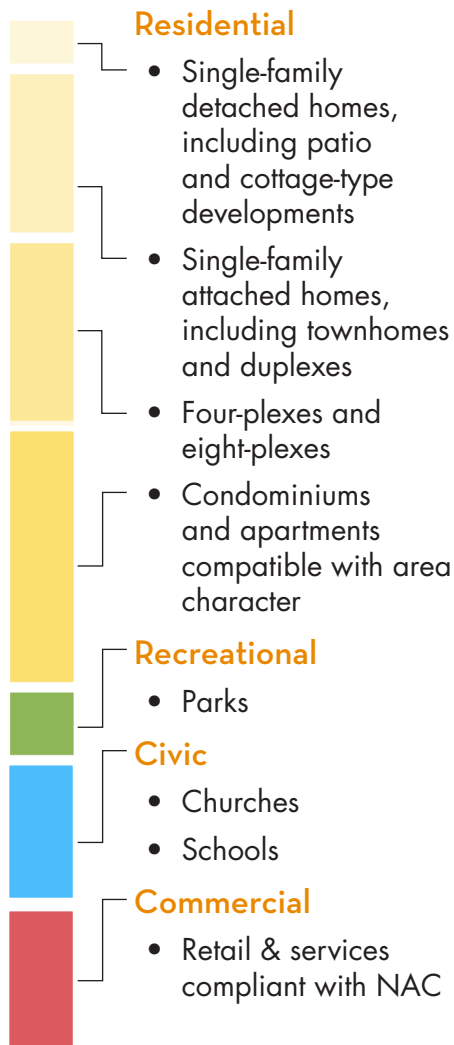 Residential
• Single-family
detached homes,
including patio
and cottage-type
developments
• Single-family
attached homes,
including townhomes
and duplexes
• Four-plexes and
eight-plexes
• Condominiums
and apartments
compatible with area
character
Recreational
• Parks
Civic
• Churches
• Schools
Commercial
• Retail & services
compliant with NAC